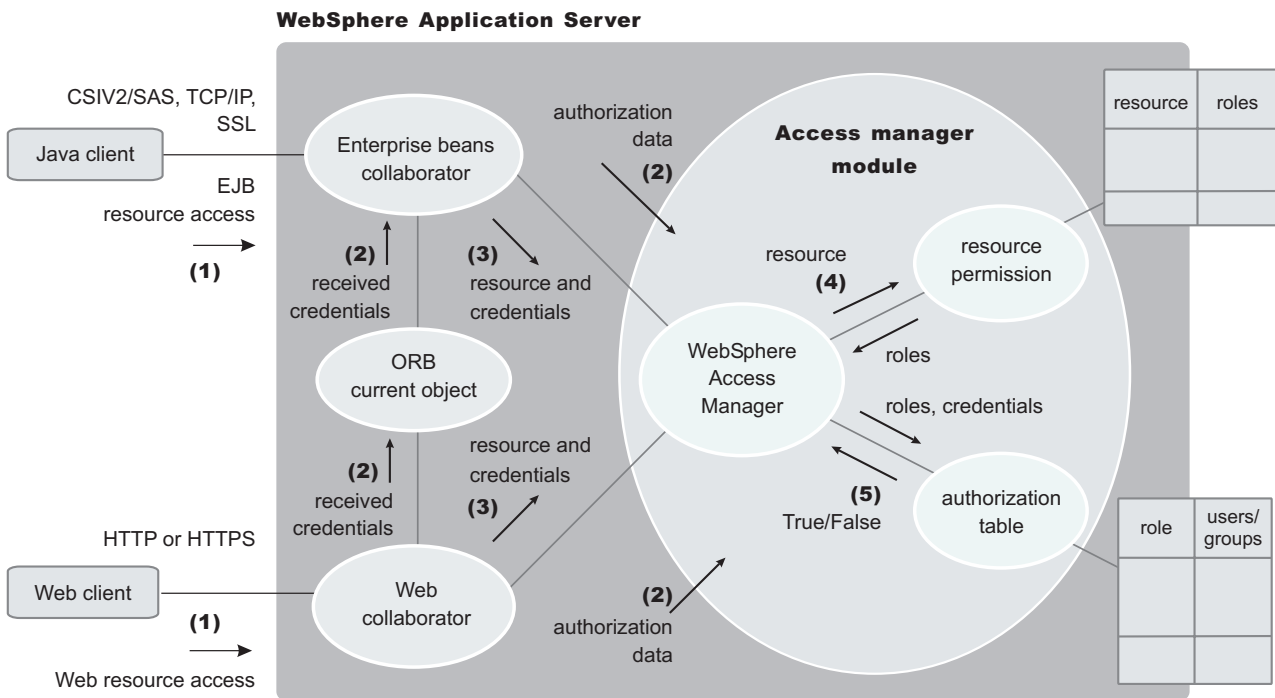 WebSphere Application Server
CSIV2/SAS, TCP/IP,
SSL
Java client
EJB
resource access
(1)
Enterprise beans
collaborator
(2)
received
credentials
(3)
resource and
credentials
authorization
data
(2)
Access manager
module
resource
roles
resource
(4)
resource
permission
roles
ORB
current object
WebSphere
Access
Manager
roles, credentials
(2)
received
credentials
resource and
credentials
(3)
(5)
True/False
authorization
table
role
users/
groups
HTTP or HTTPS
Web client
(1)
Web resource access
Web
collaborator
(2)
authorization
data